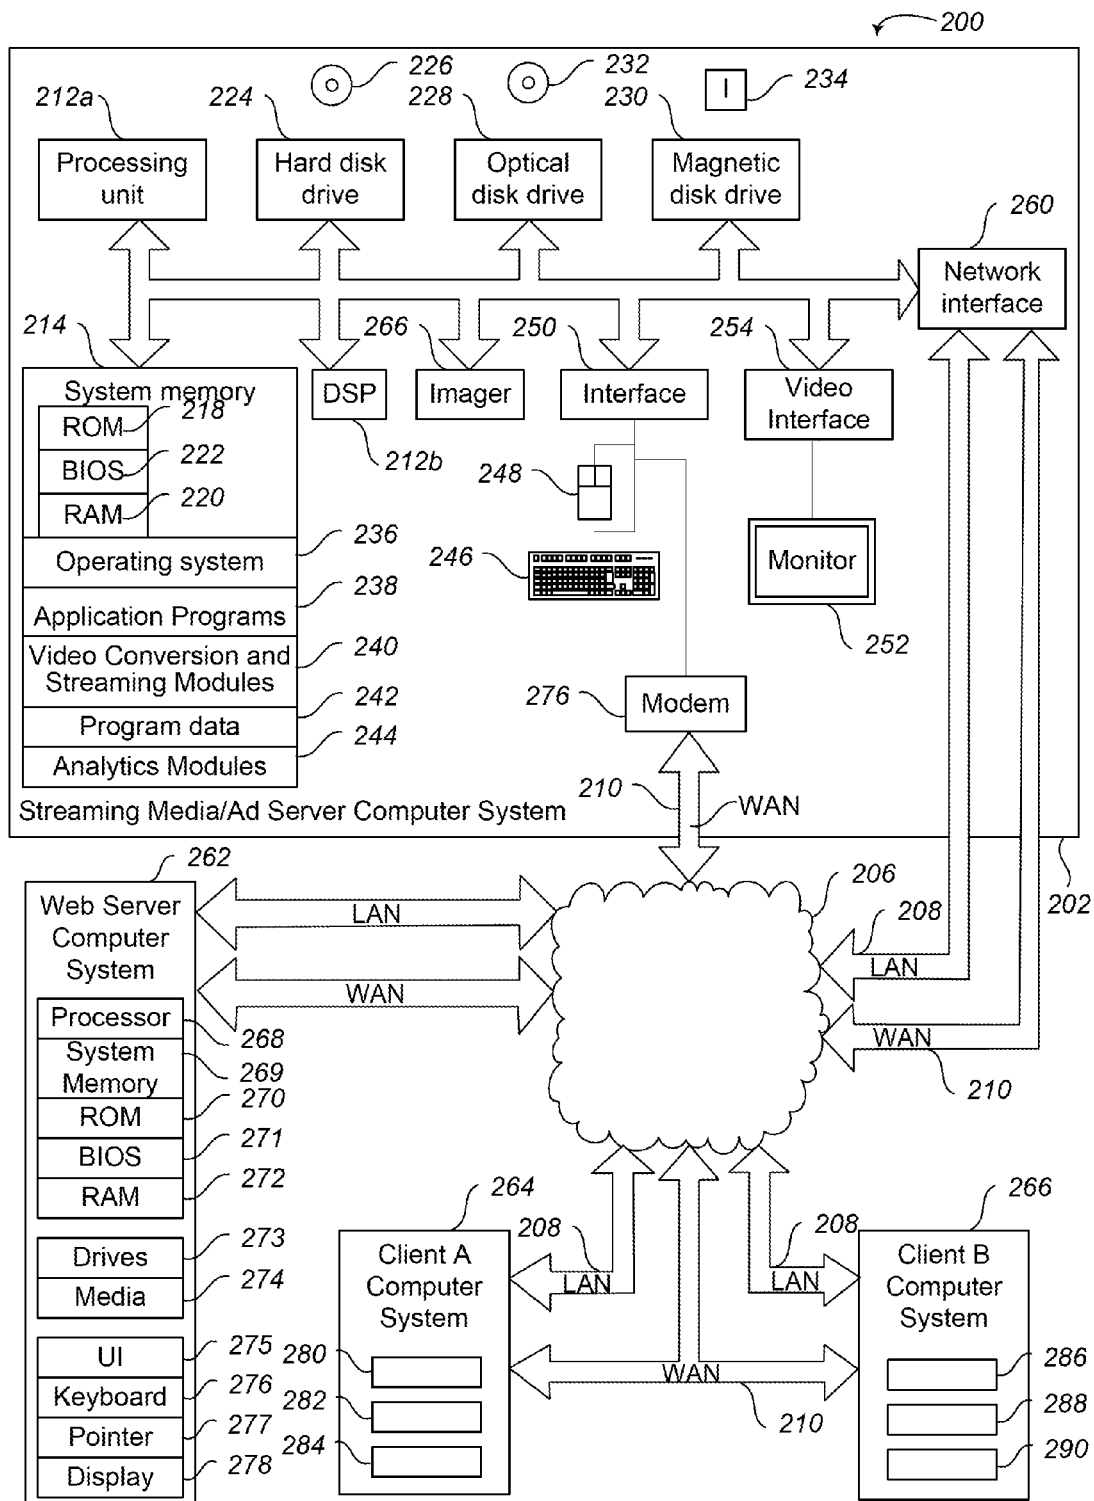 200
226
232
234
212a
224
228
230
Processing
unit
Hard disk
drive
Optical
disk drive
Magnetic
disk drive
260
Network
interface
214
266
250
254
System memory
218
ROM
222
BIOS
220
RAM
DSP
212b
Imager
Interface
Video
Interface
248
246
Monitor
252
236
Operating system
238
Application Programs
240
Video Conversion and
Streaming Modules
242
Program data
244
Analytics Modules
276
Modem
210
WAN
Streaming Media/Ad Server Computer System
202
262
Web Server
Computer
System
LAN
WAN
206
208
LAN
WAN
210
Processor
268
System
Memory
269
ROM
270
BIOS
271
RAM
272
Drives
273
Media
274
UI
275
Keyboard
276
Pointer
277
Display
278
264
Client A
Computer
System
280
282
284
208
LAN
208
LAN
WAN
210
266
Client B
Computer
System
286
288
290